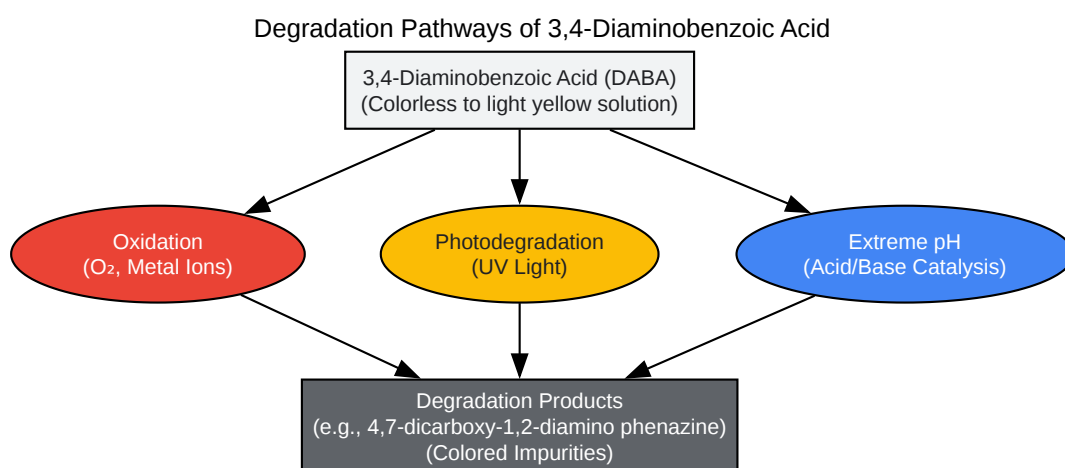 Degradation Pathways of 3,4-Diaminobenzoic Acid
3,4-Diaminobenzoic Acid (DABA)
(Colorless to light yellow solution)
Oxidation
(O₂, Metal Ions)
Photodegradation
(UV Light)
Extreme pH
(Acid/Base Catalysis)
Degradation Products
(e.g., 4,7-dicarboxy-1,2-diamino phenazine)
(Colored Impurities)